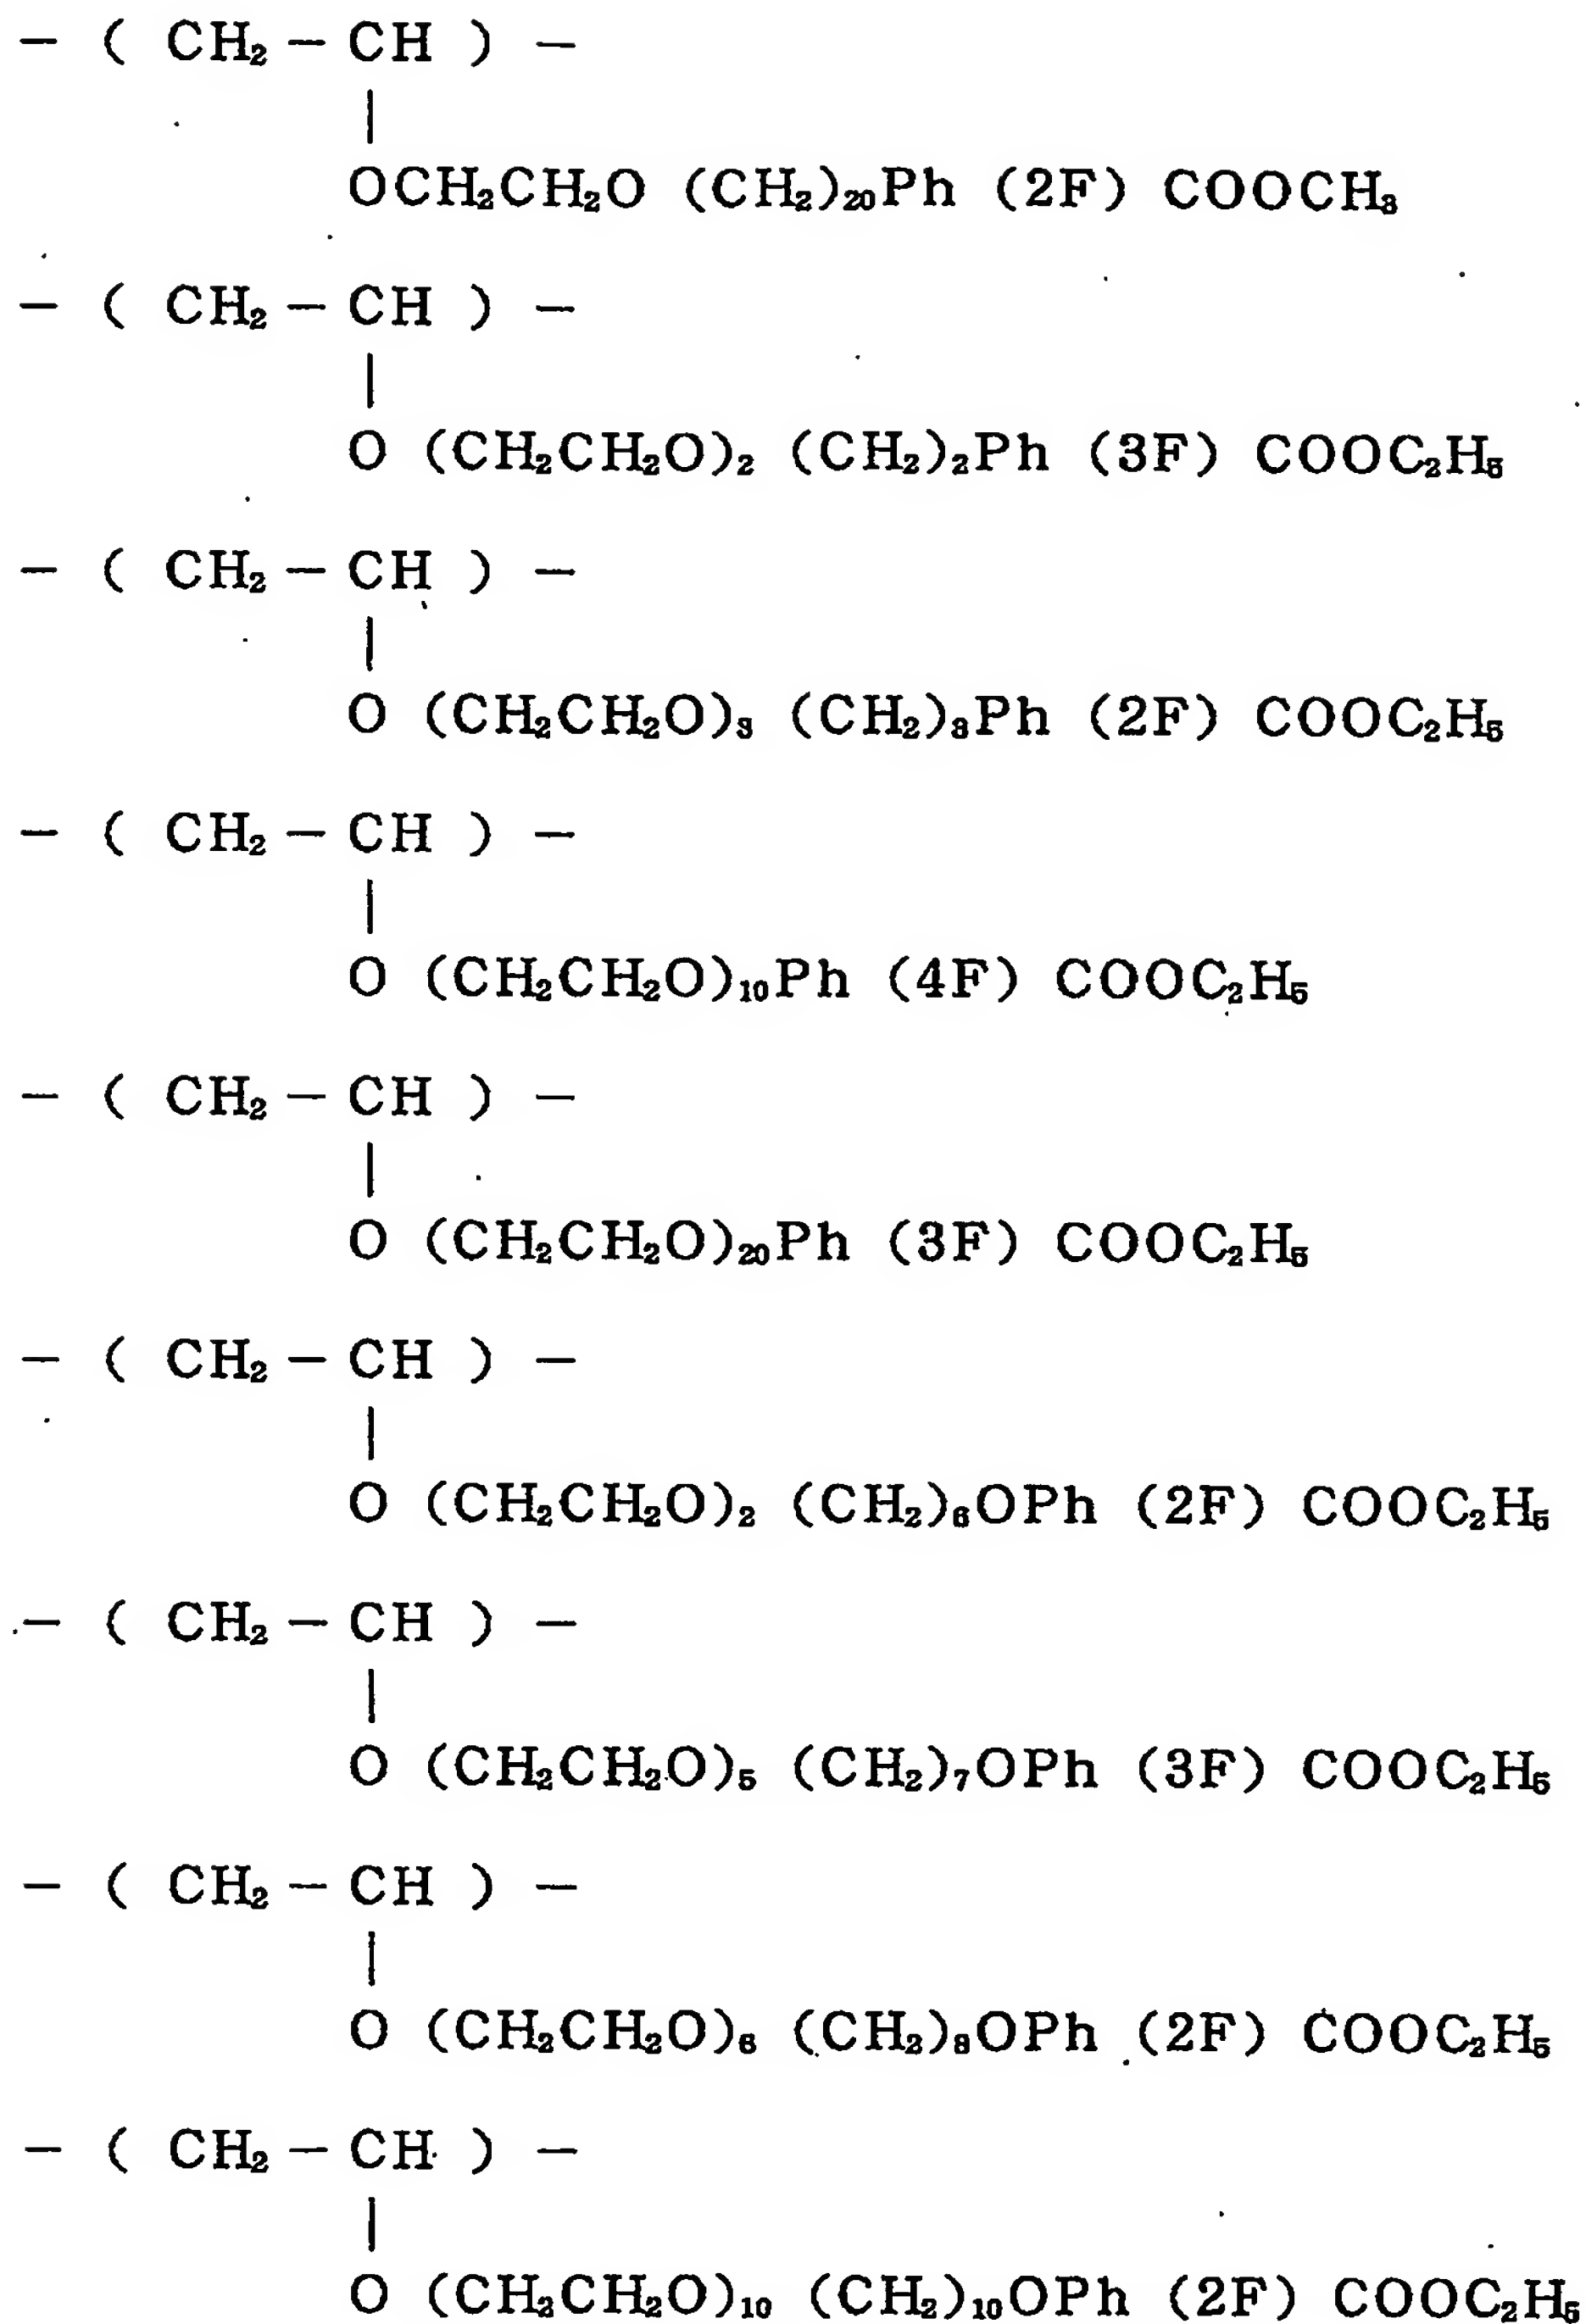 — ( CH₂ — CH ) —
|
OCH₂CH₂O (CH₂)₂₀Ph (2F) COOCH₃
— ( CH₂ — CH ) —
|
O (CH₂CH₂O)₂ (CH₂)₂Ph (3F) COOC₂H₅
— ( CH₂ — CH ) —
|
O (CH₂CH₂O)₃ (CH₂)₃Ph (2F) COOC₂H₅
— ( CH₂ — CH ) —
|
O (CH₂CH₂O)₁₀Ph (4F) COOC₂H₅
— ( CH₂ — CH ) —
|
O (CH₂CH₂O)₂₀Ph (3F) COOC₂H₅
— ( CH₂ — CH ) —
|
O (CH₂CH₂O)₂ (CH₂)₆OPh (2F) COOC₂H₅
— ( CH₂ — CH ) —
|
O (CH₂CH₂O)₅ (CH₂)₇OPh (3F) COOC₂H₅
— ( CH₂ — CH ) —
|
O (CH₂CH₂O)₆ (CH₂)₈OPh (2F) COOC₂H₅
— ( CH₂ — CH ) —
|
O (CH₂CH₂O)₁₀ (CH₂)₁₀OPh (2F) COOC₂H₅